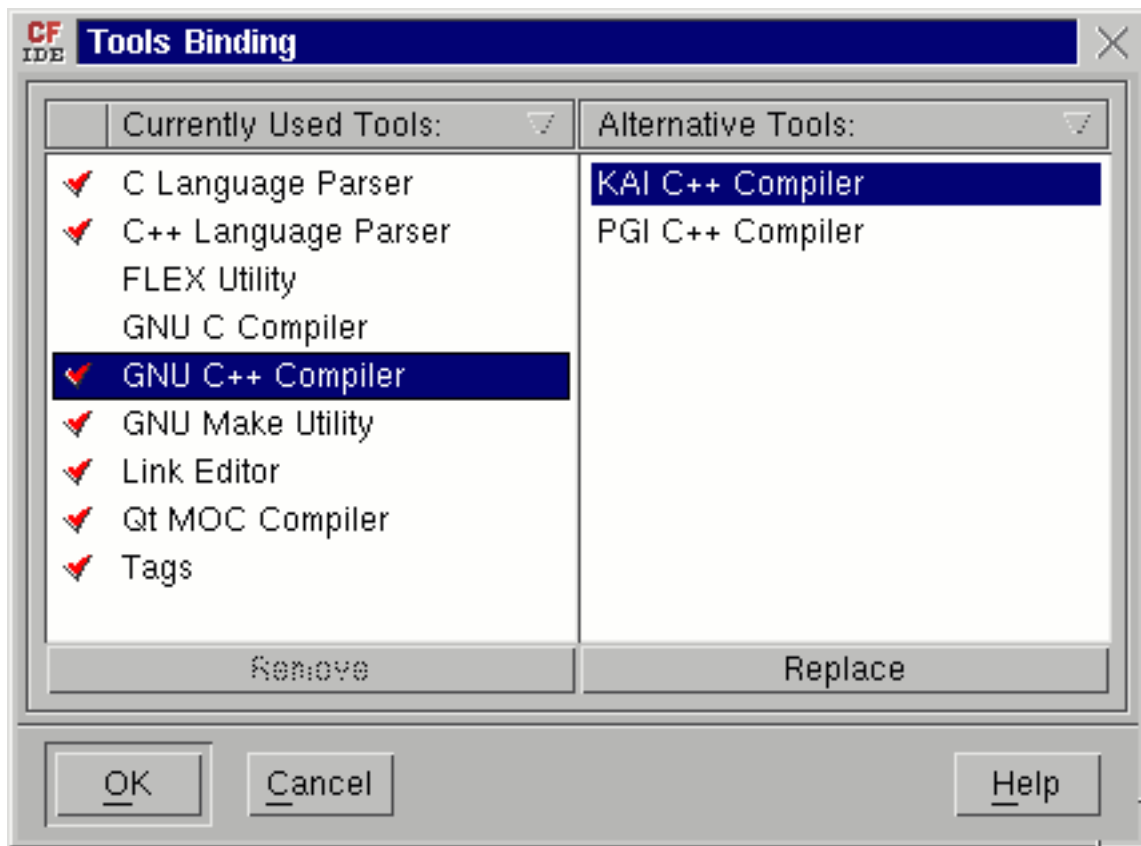 CF
IDE
Tools Binding
Currently Used Tools:
Alternative Tools:
C Language Parser
C++ Language Parser
FLEX Utility
GNU C Compiler
GNU C++ Compiler
GNU Make Utility
Link Editor
Qt MOC Compiler
Tags
KAI C++ Compiler
PGI C++ Compiler
Remove
Replace
OK
Cancel
Help